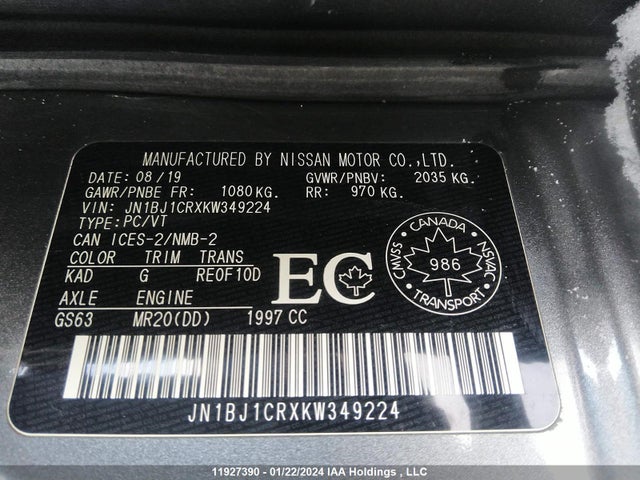 MANUFACTURED BY NISSAN MOTOR CO.,LTD.
DATE: 08/19 GVWR/PNBV: 2035 KG.
GAWR/PNBE FR: 1080 KG. RR: 970 KG.
VIN: JN1BJ1CRXKW349224
TYPE:PC/VT
CAN ICES-2/NMB-2
COLOR TRIM TRANS
KAD G RE0F10D
AXLE ENGINE
GS63 MR20(DD) 1997 CC
EC
CANADA
CMVSS 986 NSVAC
TRANSPORT
JN1BJ1CRXKW349224
11927390 - 01/22/2024 IAA Holdings , LLC